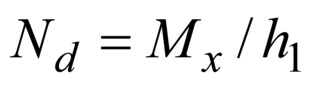 N_d = M_x / h_1